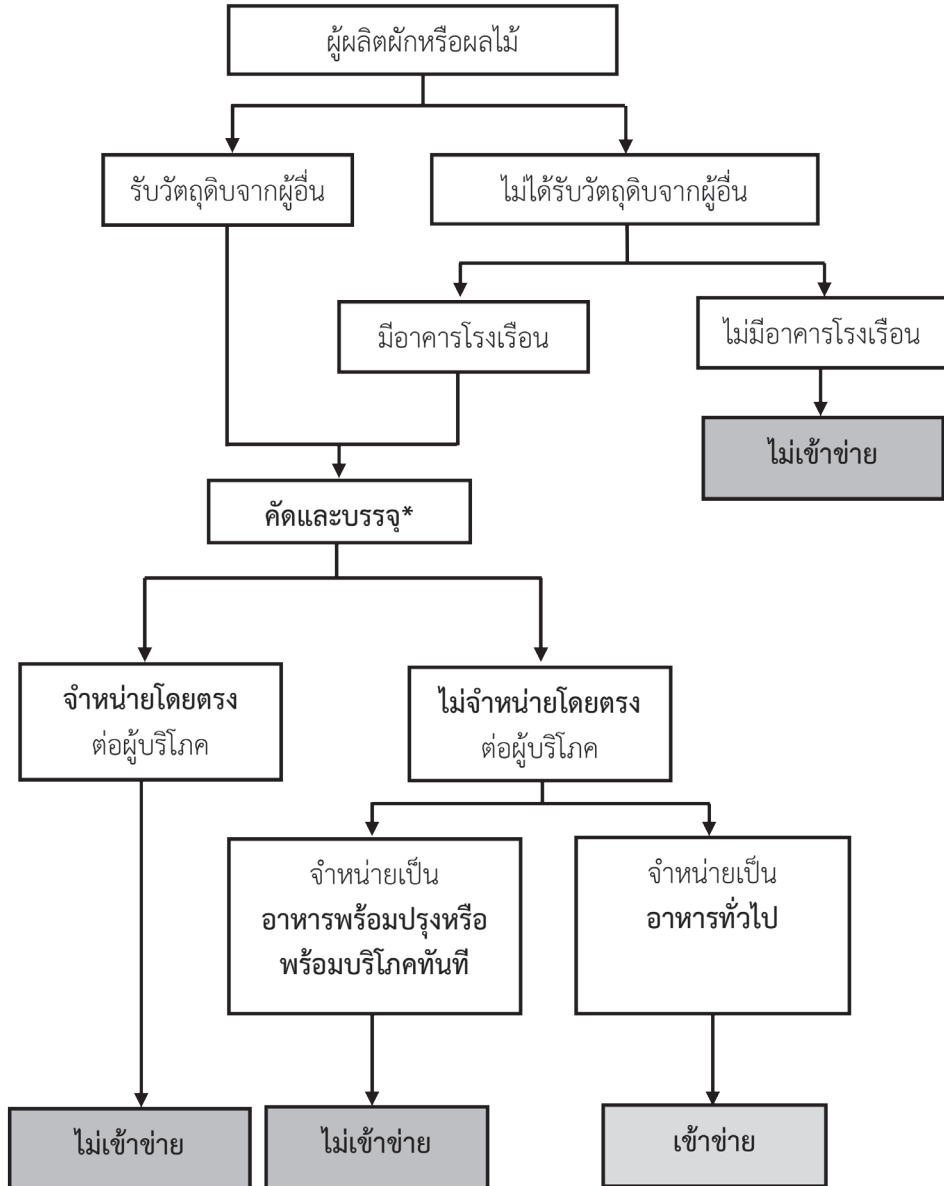 ผู้ผลิตผักหรือผลไม้
รับวัตถุดิบจากผู้อื่น
ไม่ได้รับวัตถุดิบจากผู้อื่น
มีอาคารโรงเรือน
ไม่มีอาคารโรงเรือน
ไม่เข้าข่าย
คัดและบรรจุ*
จำหน่ายโดยตรง
ต่อผู้บริโภค
ไม่จำหน่ายโดยตรง
ต่อผู้บริโภค
จำหน่ายเป็น
อาหารพร้อมปรุงหรือ
พร้อมบริโภคทันที
จำหน่ายเป็น
อาหารทั่วไป
ไม่เข้าข่าย
ไม่เข้าข่าย
เข้าข่าย